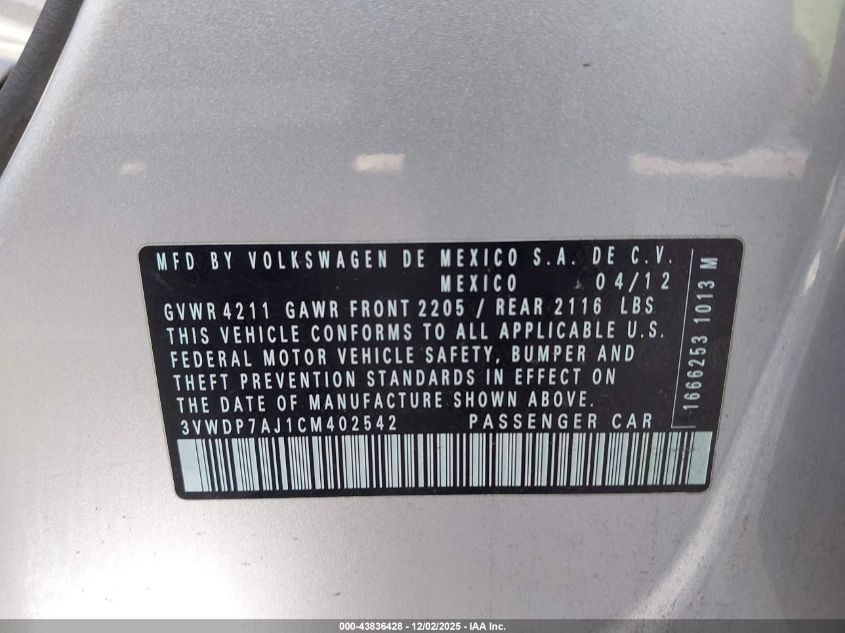 MFD BY VOLKSWAGEN DE MEXICO S.A. DE C.V.
MEXICO 04/12
GVWR 4211 GAWR FRONT 2205 / REAR 2116 LBS
THIS VEHICLE CONFORMS TO ALL APPLICABLE U.S.
FEDERAL MOTOR VEHICLE SAFETY, BUMPER AND
THEFT PREVENTION STANDARDS IN EFFECT ON
THE DATE OF MANUFACTURE SHOWN ABOVE.
3VWDP7AJ1CM402542 PASSENGER CAR
1666253 1013 M
000-43836428 - 12/02/2025 - IAA Inc.